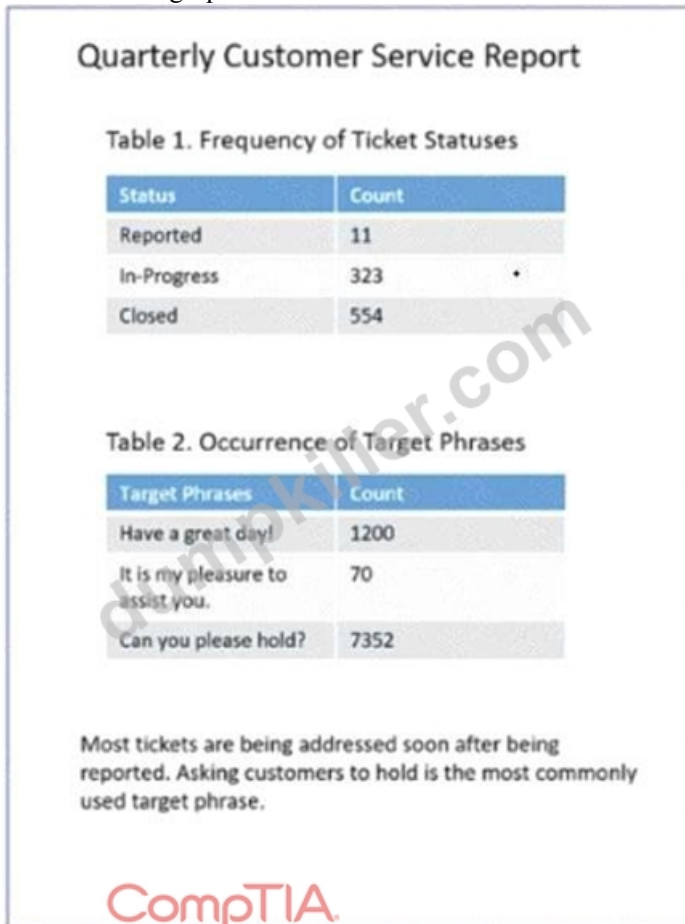 Quarterly Customer Service Report
Table 1. Frequency of Ticket Statuses
Status Count
Reported 11
In-Progress 323
Closed 554
Table 2. Occurrence of Target Phrases
Target Phrases Count
Have a great day! 1200
It is my pleasure to 70
assist you.
Can you please hold? 7352
dumpkiller.com
Most tickets are being addressed soon after being
reported. Asking customers to hold is the most commonly
used target phrase.
CompTIA.